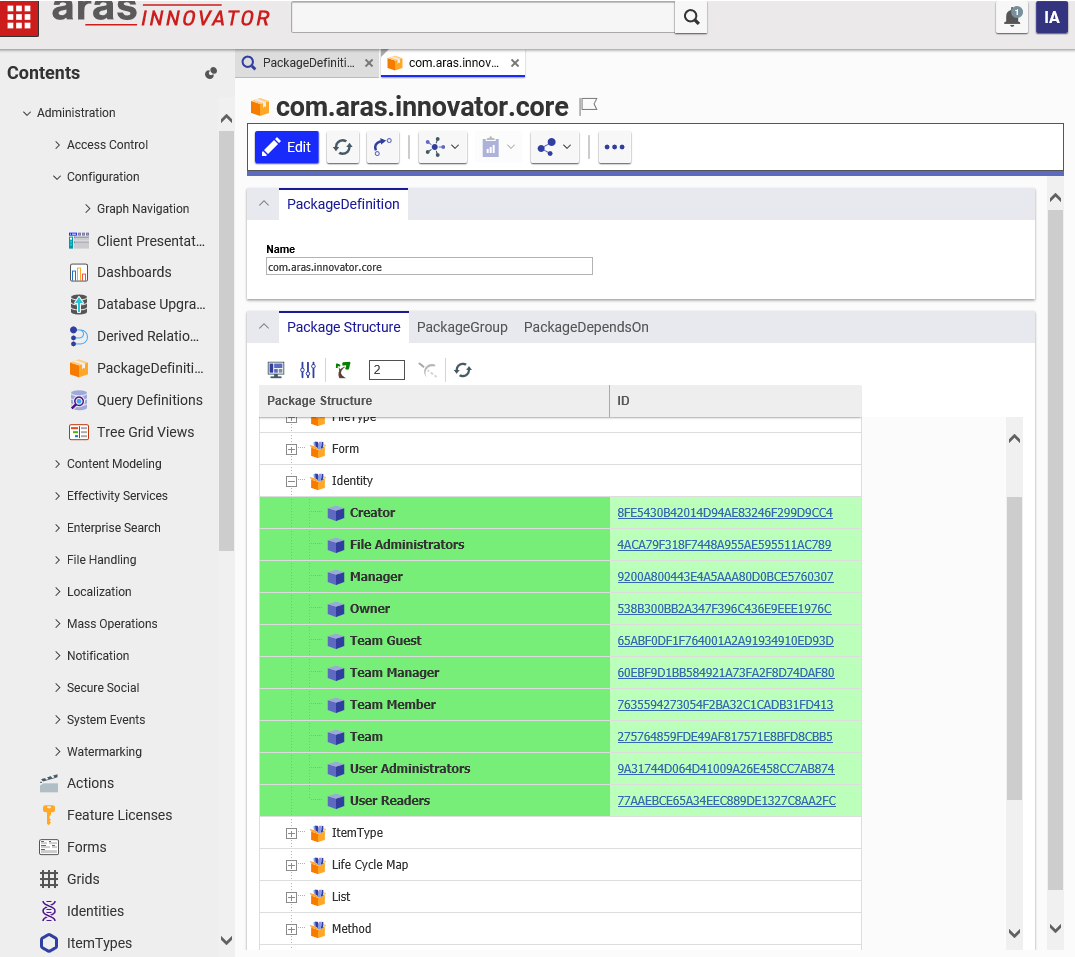 aras INNOVATOR
1
IA
Contents
Administration
Access Control
Configuration
Graph Navigation
Client Presentat...
Dashboards
Database Upgra...
Derived Relatio...
PackageDefiniti...
Query Definitions
Tree Grid Views
Content Modeling
Effectivity Services
Enterprise Search
File Handling
Localization
Mass Operations
Notification
Secure Social
System Events
Watermarking
Actions
Feature Licenses
Forms
Grids
Identities
ItemTypes
PackageDefiniti...
com.aras.innov...
com.aras.innovator.core
Edit
PackageDefinition
Name
com.aras.innovator.core
Package Structure PackageGroup PackageDependsOn
2
Package Structure ID
FileType
Form
Identity
Creator 8FE5430B42014D94AE83246F299D9CC4
File Administrators 4ACA79F318F7448A955AE595511AC789
Manager 9200A800443E4A5AAA80D0BCE5760307
Owner 538B300BB2A347F396C436E9EEE1976C
Team Guest 65ABF0DF1F764001A2A91934910ED93D
Team Manager 60EBF9D1BB584921A73FA2F8D74DAF80
Team Member 7635594273054F2BA32C1CADB31FD413
Team 275764859FDE49AF817571E8BFD8CBB5
User Administrators 9A31744D064D41009A26E458CC7AB874
User Readers 77AAEBCE65A34EEC889DE1327C8AA2FC
ItemType
Life Cycle Map
List
Method